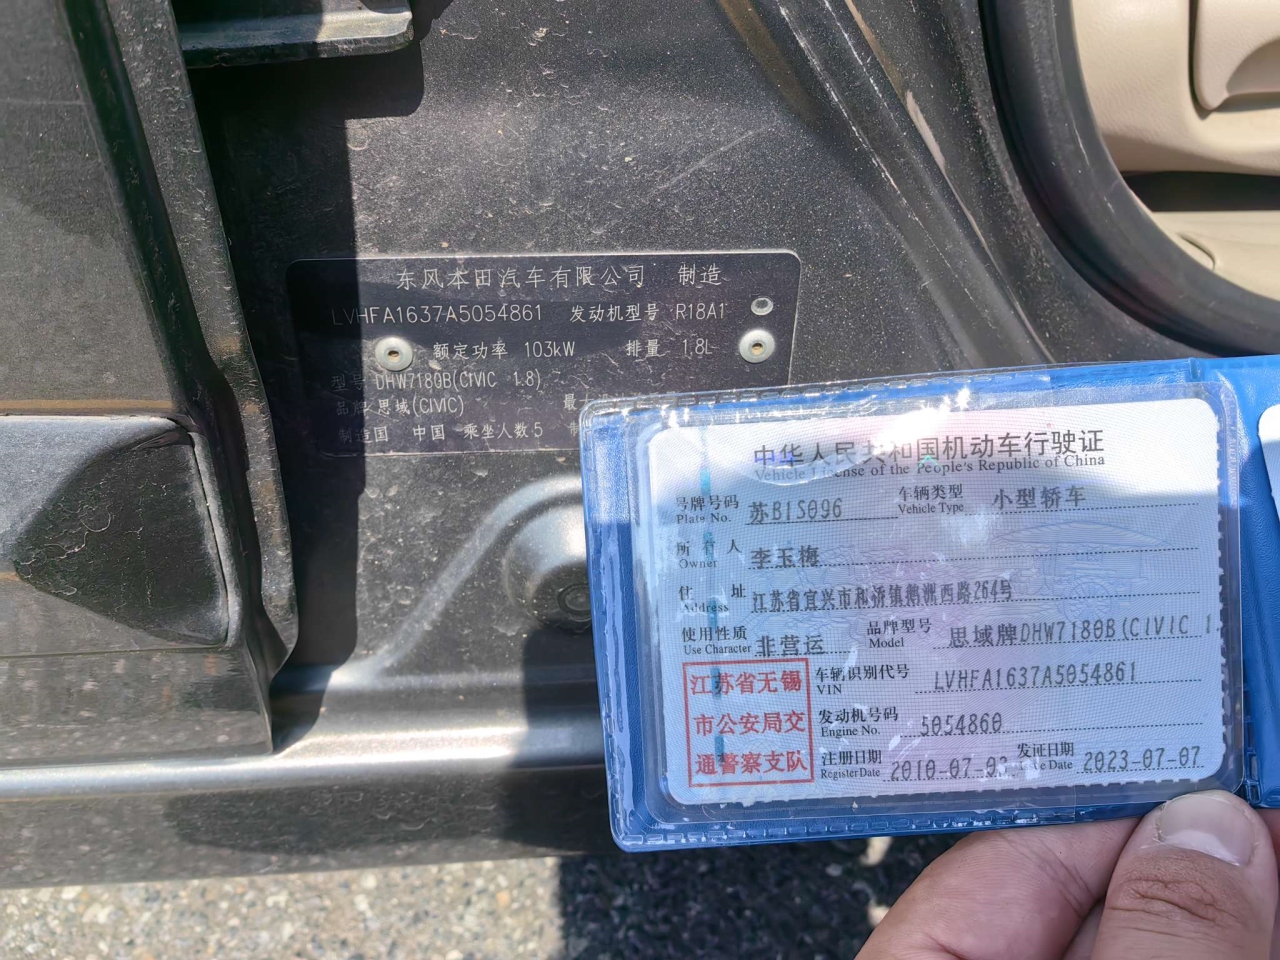 东风本田汽车有限公司 制造
LVHFA1637A5054861 发动机型号 R18A1
额定功率 103kW 排量 1.8L
型号 DHW7180B(CIVIC 1.8)
品牌 思域(CIVIC) 最大
制造国 中国 乘坐人数 5 制
中华人民共和国机动车行驶证
Vehicle License of the People's Republic of China
号牌号码 苏B1S096 车辆类型 小型轿车
Plate No. Vehicle Type
所有人 李玉梅
Owner
住址 江苏省宜兴市和桥镇鹅洲西路264号
Address
使用性质 非营运 品牌型号 思域牌DHW7180B(CIVIC 1.
Use Character Model
江苏省无锡
市公安局交
通警察支队
车辆识别代号 LVHFA1637A5054861
VIN
发动机号码 5054860
Engine No.
注册日期 2010-07-03 发证日期 2023-07-07
Register Date Issue Date